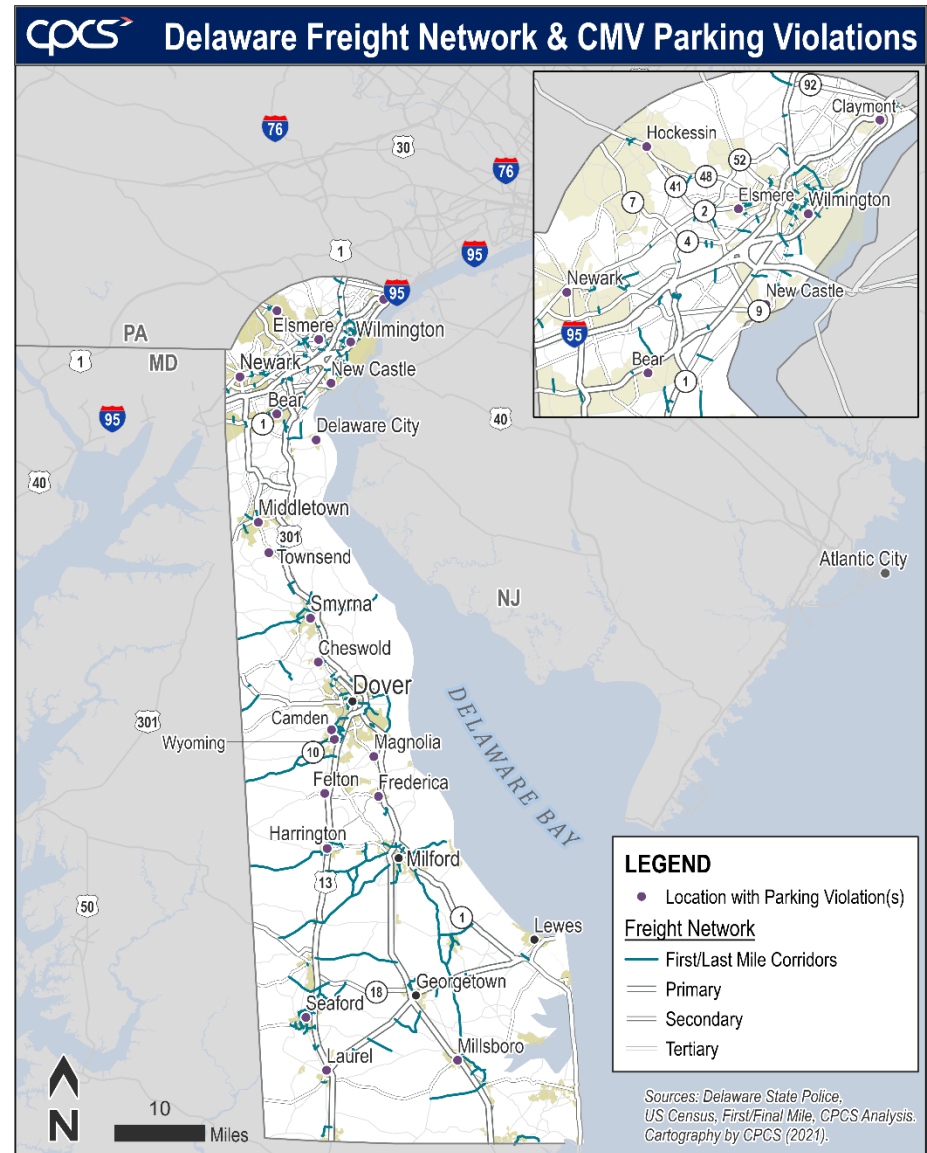 CPCS
Delaware Freight Network & CMV Parking Violations
76
30
76
1
95
95
PA
MD
1
95
40
Elsmere
Wilmington
Newark
New Castle
Bear
1
Delaware City
40
Middletown
301
Townsend
Smyrna
Cheswold
Dover
Camden
Wyoming
301
10
Magnolia
Felton
Frederica
Harrington
Milford
13
50
1
Lewes
Georgetown
18
Seaford
Laurel
Millsboro
NJ
Atlantic City
DELAWARE BAY
92
Claymont
Hockessin
52
48
41
7
Elsmere
2
Wilmington
4
Newark
New Castle
9
95
Bear
1
LEGEND
Location with Parking Violation(s)
Freight Network
First/Last Mile Corridors
Primary
Secondary
Tertiary
N
10
Miles
Sources: Delaware State Police,
US Census, First/Final Mile, CPCS Analysis.
Cartography by CPCS (2021).